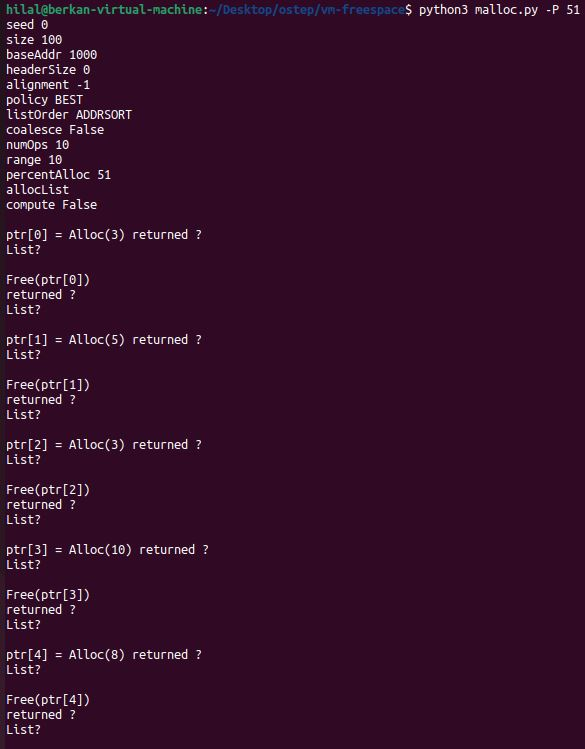 hilal@berkan-virtual-machine:~/Desktop/ostep/vm-freespace$ python3 malloc.py -P 51
seed 0
size 100
baseAddr 1000
headerSize 0
alignment -1
policy BEST
listOrder ADDRSORT
coalesce False
numOps 10
range 10
percentAlloc 51
allocList
compute False
ptr[0] = Alloc(3) returned ?
List?
Free(ptr[0])
returned ?
List?
ptr[1] = Alloc(5) returned ?
List?
Free(ptr[1])
returned ?
List?
ptr[2] = Alloc(3) returned ?
List?
Free(ptr[2])
returned ?
List?
ptr[3] = Alloc(10) returned ?
List?
Free(ptr[3])
returned ?
List?
ptr[4] = Alloc(8) returned ?
List?
Free(ptr[4])
returned ?
List?